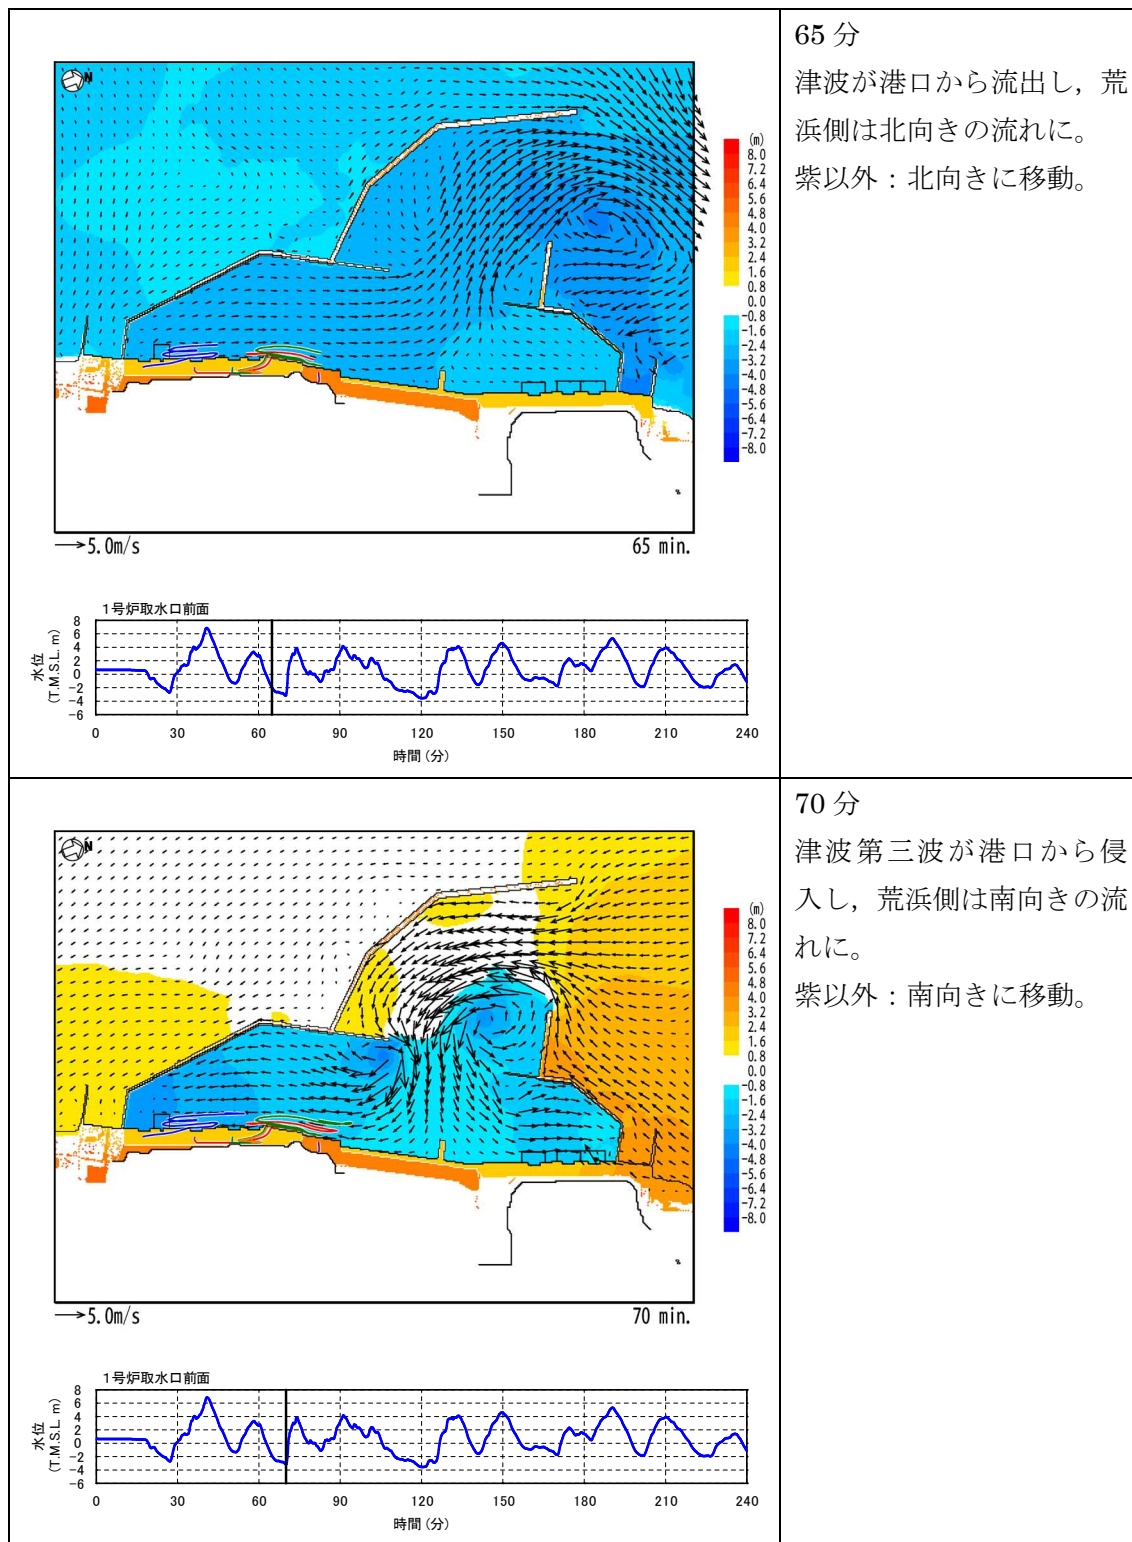 65 分
津波が港口から流出し，荒
浜側は北向きの流れに。
紫以外：北向きに移動。
N
(m)
8.0
7.2
6.4
5.6
4.8
4.0
3.2
2.4
1.6
0.8
0.0
-0.8
-1.6
-2.4
-3.2
-4.0
-4.8
-5.6
-6.4
-7.2
-8.0
5.0m/s
65 min.
1号炉取水口前面
水位
(T.M.S.L. m)
8
6
4
2
0
-2
-4
-6
0 30 60 90 120 150 180 210 240
時間(分)
70 分
津波第三波が港口から侵
入し，荒浜側は南向きの流
れに。
紫以外：南向きに移動。
N
(m)
8.0
7.2
6.4
5.6
4.8
4.0
3.2
2.4
1.6
0.8
0.0
-0.8
-1.6
-2.4
-3.2
-4.0
-4.8
-5.6
-6.4
-7.2
-8.0
5.0m/s
70 min.
1号炉取水口前面
水位
(T.M.S.L. m)
8
6
4
2
0
-2
-4
-6
0 30 60 90 120 150 180 210 240
時間(分)